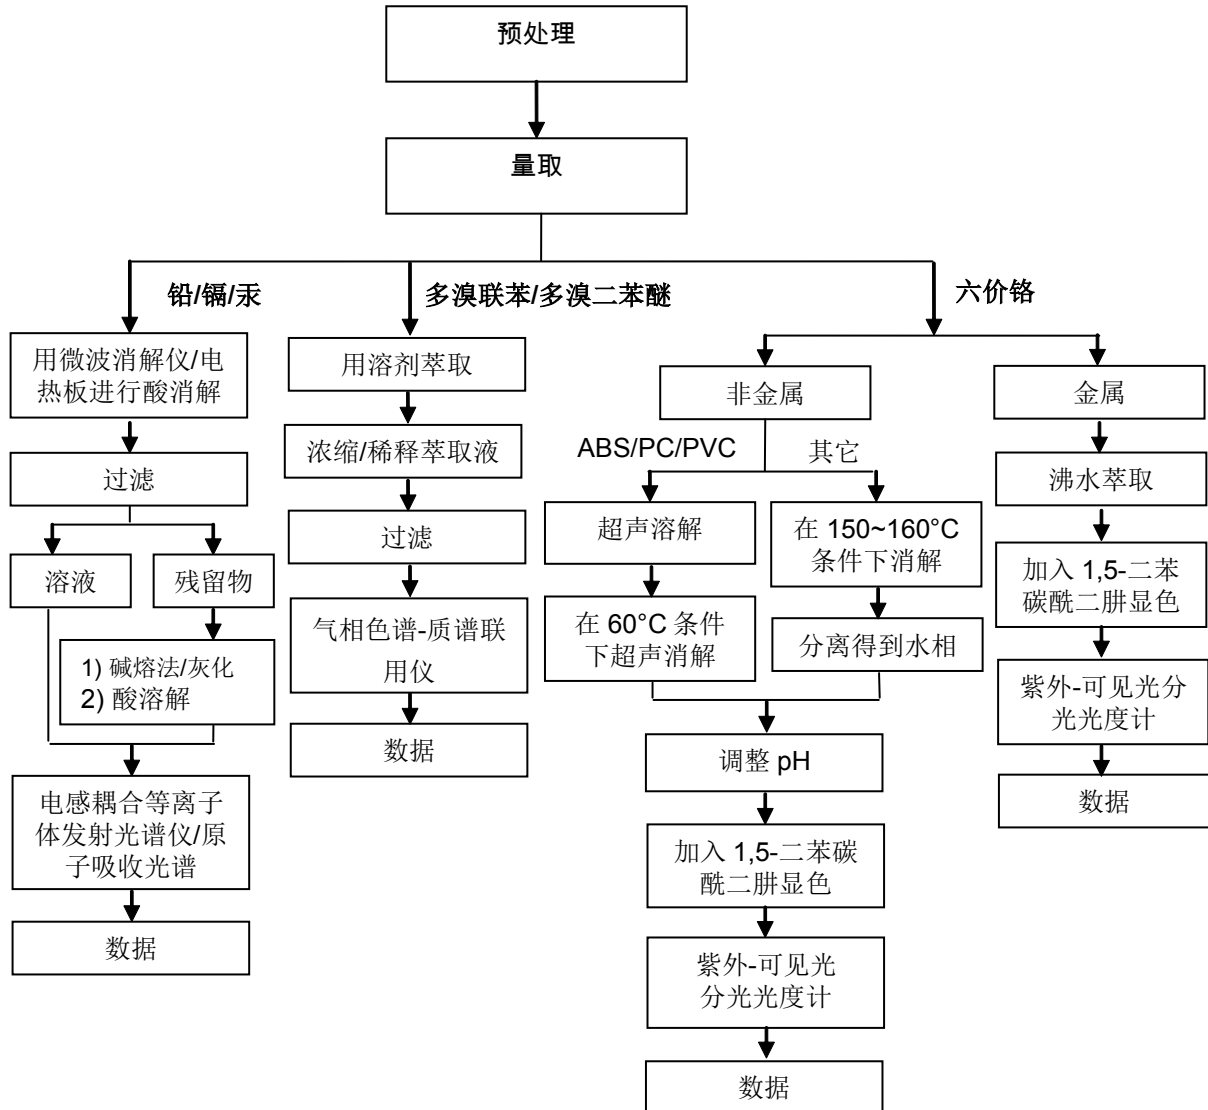 预处理
量取
铅/镉/汞
多溴联苯/多溴二苯醚
六价铬
用微波消解仪/电
热板进行酸消解
过滤
溶液
残留物
1) 碱熔法/灰化
2) 酸溶解
电感耦合等离子
体发射光谱仪/原
子吸收光谱
数据
用溶剂萃取
浓缩/稀释萃取液
过滤
气相色谱-质谱联
用仪
数据
非金属
ABS/PC/PVC
其它
超声溶解
在 60°C 条件
下超声消解
在 150~160°C
条件下消解
分离得到水相
调整 pH
加入 1,5-二苯碳
酰二肼显色
紫外-可见光
分光光度计
数据
金属
沸水萃取
加入 1,5-二苯
碳酰二肼显色
紫外-可见光分
光光度计
数据